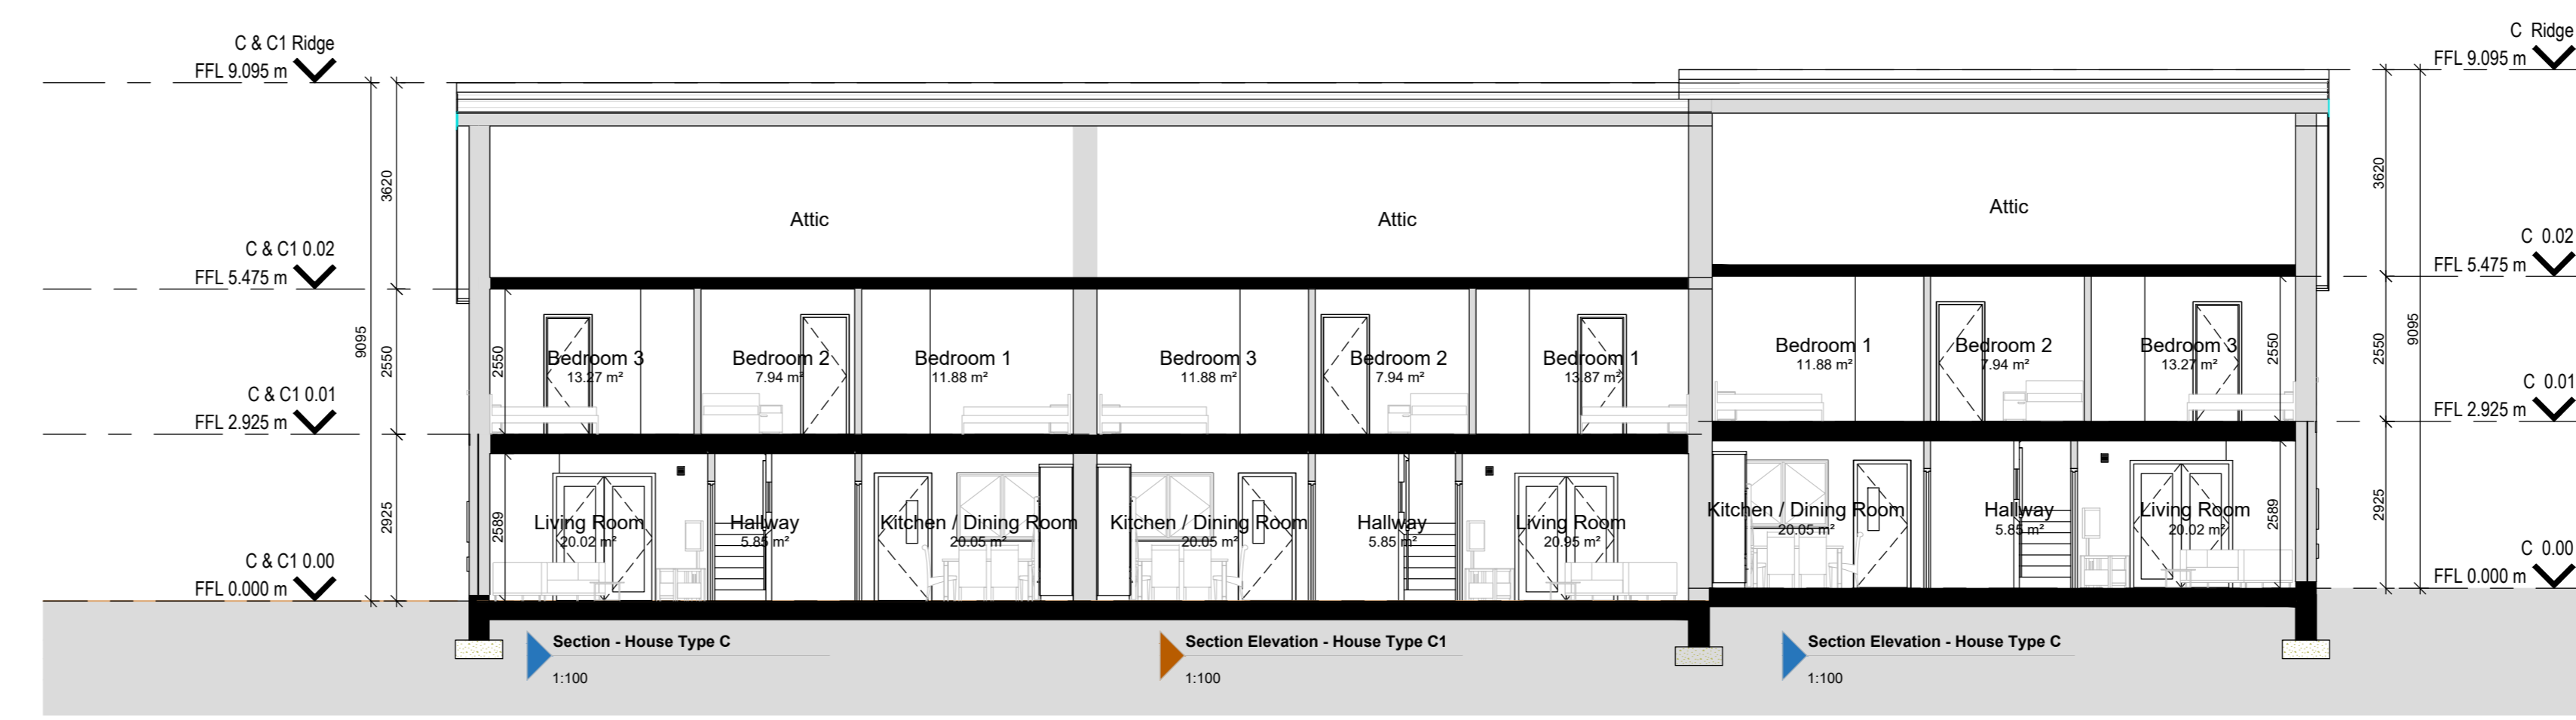 C & C1 Ridge
FFL 9.095 m
C & C1 0.02
FFL 5.475 m
C & C1 0.01
FFL 2.925 m
C & C1 0.00
FFL 0.000 m
9095
3620
2550
2925
Attic
Attic
Attic
2550
Bedroom 3
13.27 m²
Bedroom 2
7.94 m²
Bedroom 1
11.88 m²
Bedroom 3
11.88 m²
Bedroom 2
7.94 m²
Bedroom 1
13.87 m²
Bedroom 1
11.88 m²
Bedroom 2
7.94 m²
Bedroom 3
13.27 m²
2550
2589
Living Room
20.02 m²
Hallway
5.85 m²
Kitchen / Dining Room
20.05 m²
Kitchen / Dining Room
20.05 m²
Hallway
5.85 m²
Living Room
20.95 m²
Kitchen / Dining Room
20.05 m²
Hallway
5.85 m²
Living Room
20.02 m²
2589
3620
2550
2925
9095
C Ridge
FFL 9.095 m
C 0.02
FFL 5.475 m
C 0.01
FFL 2.925 m
C 0.00
FFL 0.000 m
Section - House Type C
1:100
Section Elevation - House Type C1
1:100
Section Elevation - House Type C
1:100